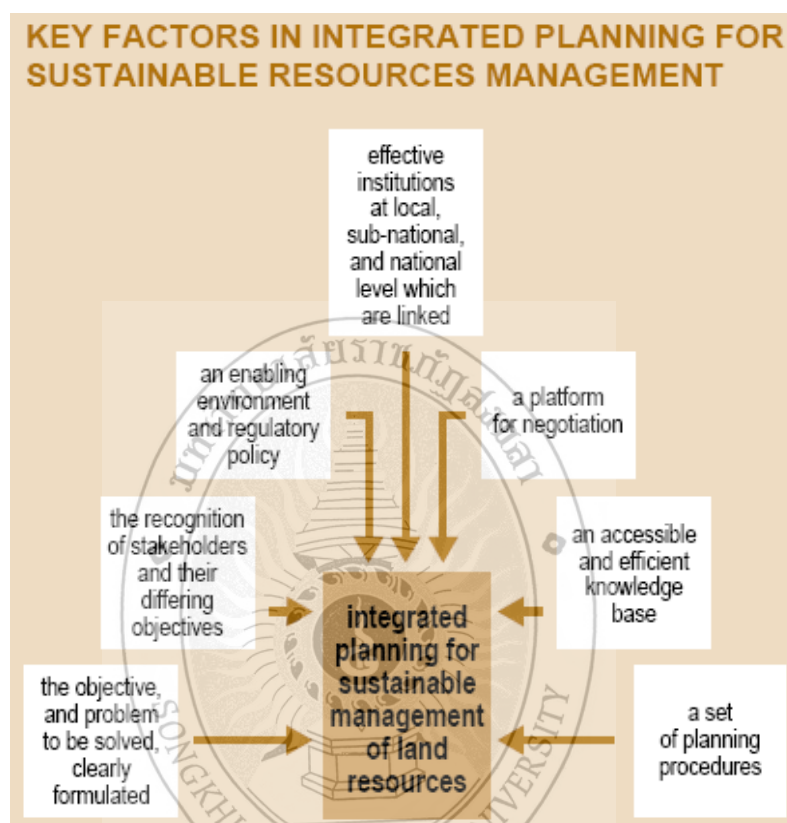 KEY FACTORS IN INTEGRATED PLANNING FOR
SUSTAINABLE RESOURCES MANAGEMENT
effective
institutions
at local,
sub-national,
and national
level which
are linked
an enabling
environment
and regulatory
policy
a platform
for negotiation
the recognition
of stakeholders
and their
differing
objectives
an accessible
and efficient
knowledge
base
integrated
planning for
sustainable
management
of land
resources
the objective,
and problem
to be solved,
clearly
formulated
a set
of planning
procedures